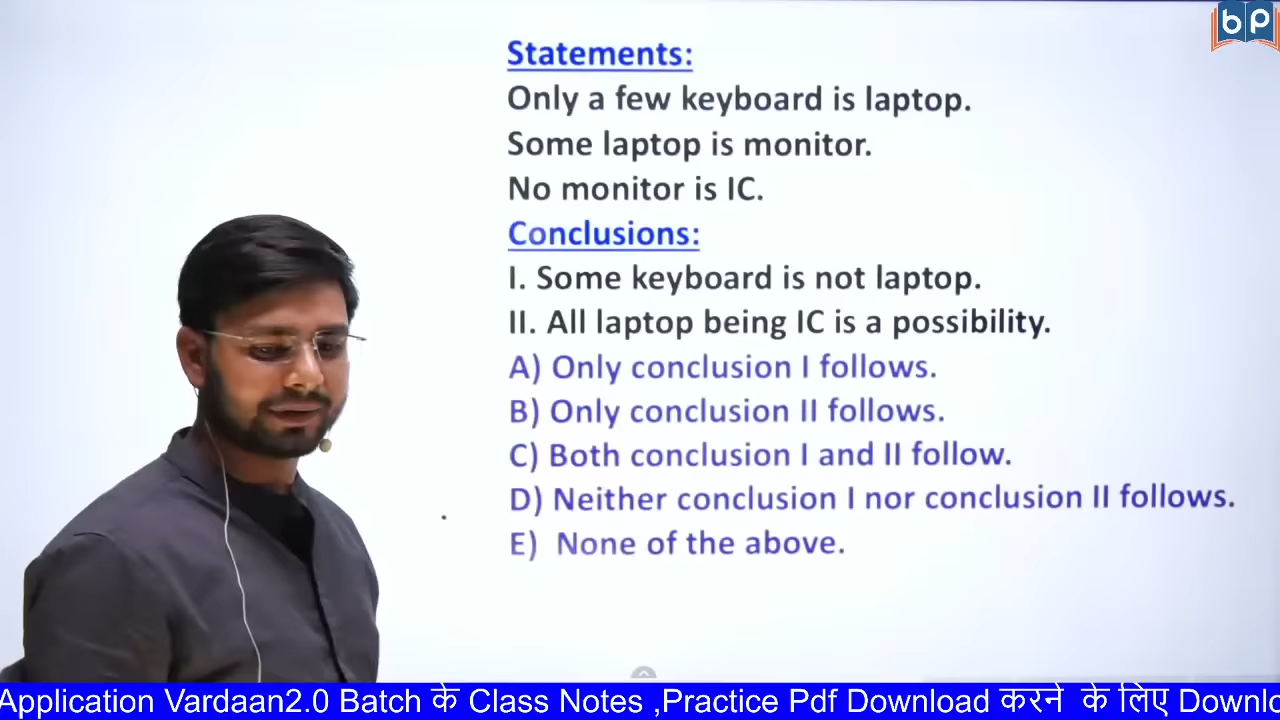 bp
Statements:
Only a few keyboard is laptop.
Some laptop is monitor.
No monitor is IC.
Conclusions:
I. Some keyboard is not laptop.
II. All laptop being IC is a possibility.
A) Only conclusion I follows.
B) Only conclusion II follows.
C) Both conclusion I and II follow.
D) Neither conclusion I nor conclusion II follows.
E) None of the above.
Application Vardaan2.0 Batch के Class Notes ,Practice Pdf Download करने के लिए Downlo